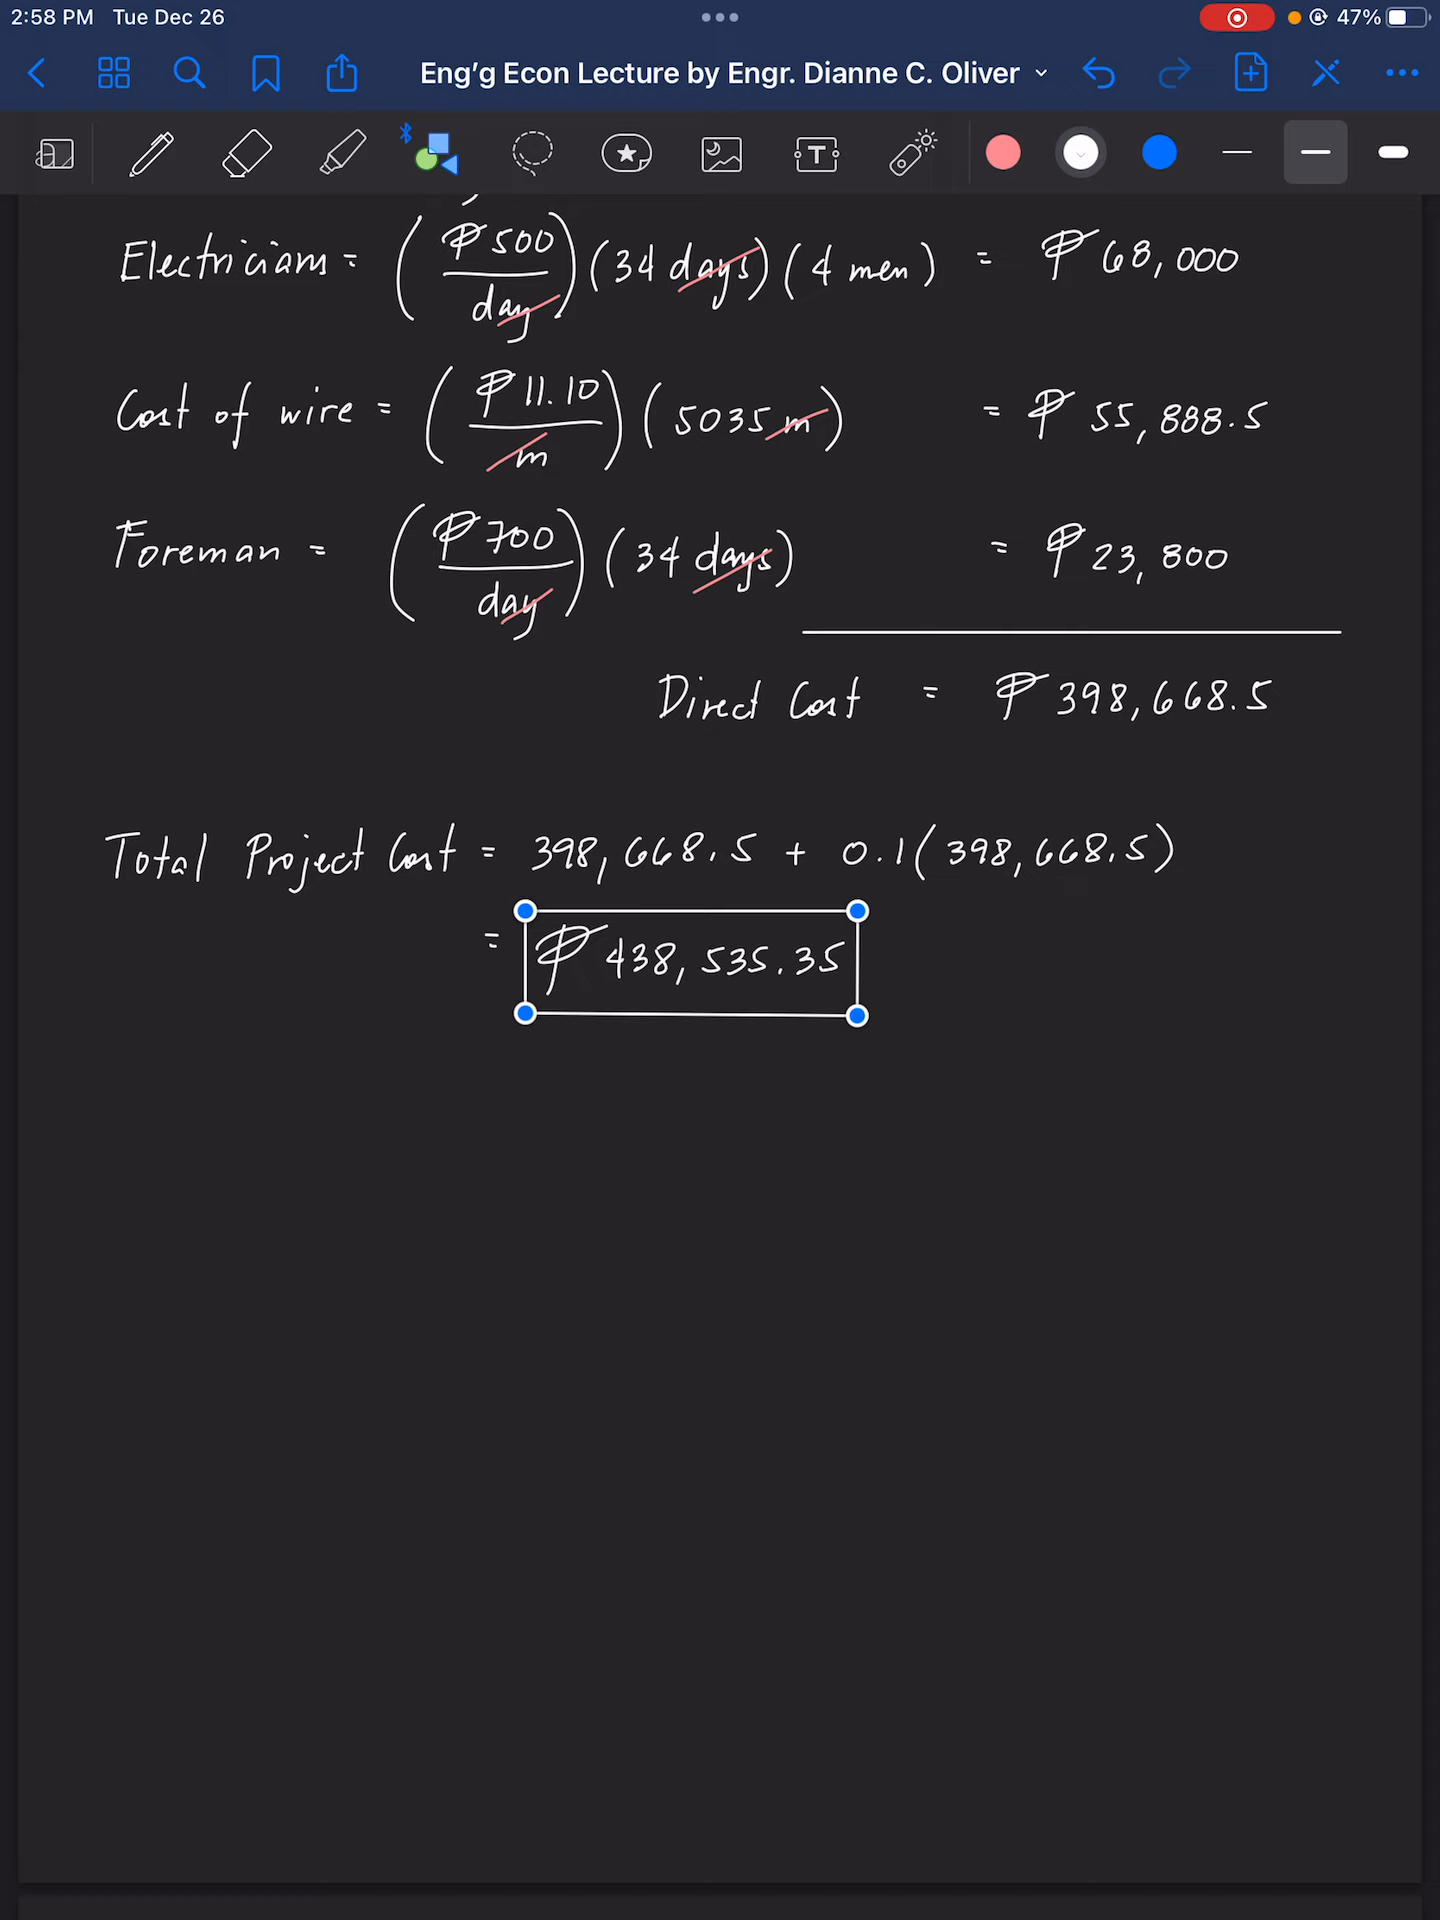 2:58 PM Tue Dec 26 47%
Eng'g Econ Lecture by Engr. Dianne C. Oliver
Electricians = (₱500/day)(34 days)(4 men) = ₱68,000
Cost of wire = (₱11.10/m)(5035 m) = ₱55,888.5
Foreman = (₱700/day)(34 days) = ₱23,800
Direct Cost = ₱398,668.5
Total Project Cost = 398,668.5 + 0.1(398,668.5)
= ₱438,535.35